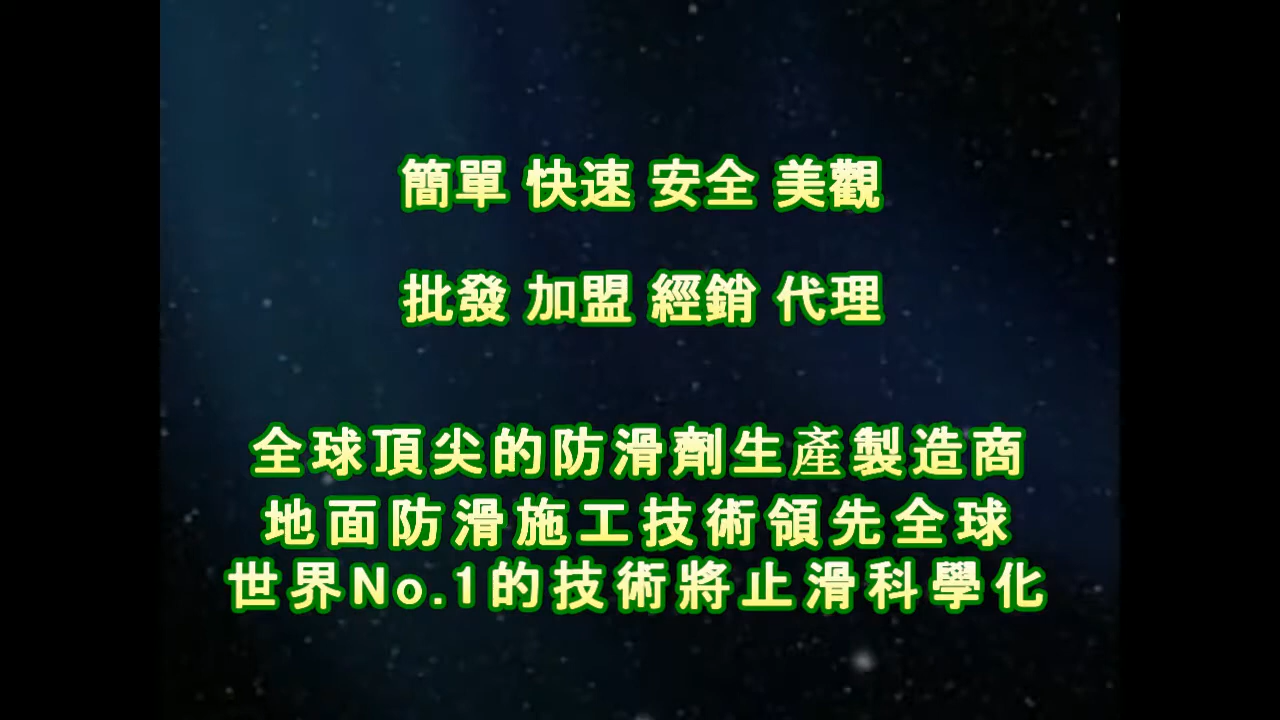 簡單 快速 安全 美觀
批發 加盟 經銷 代理
全球頂尖的防滑劑生產製造商
地面防滑施工技術領先全球
世界No.1的技術將止滑科學化